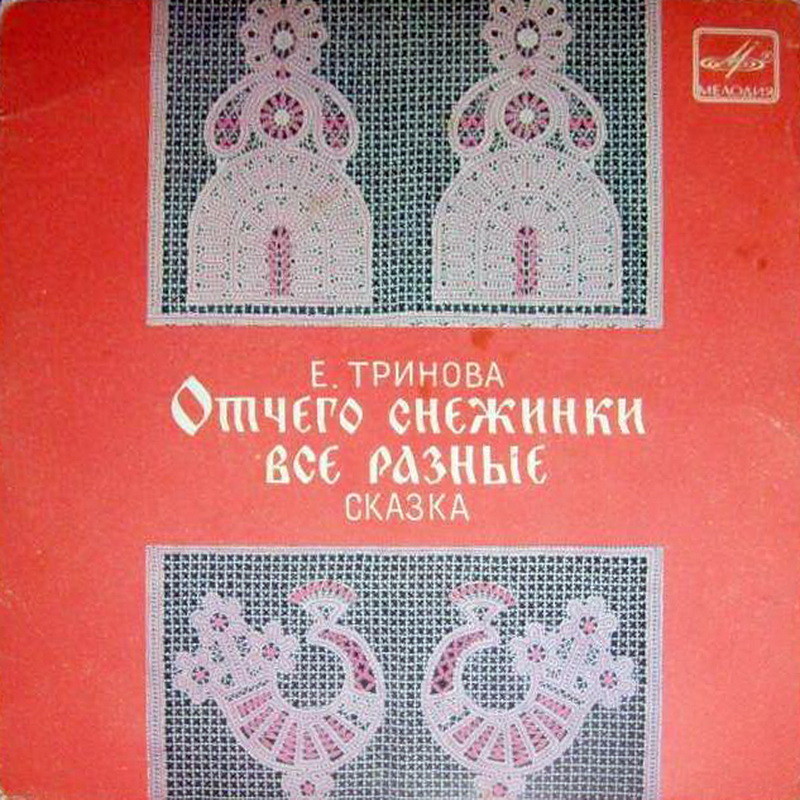 МЕЛОДИЯ
Е. ТРИНОВА
Отчего снежинки
все разные
СКАЗКА